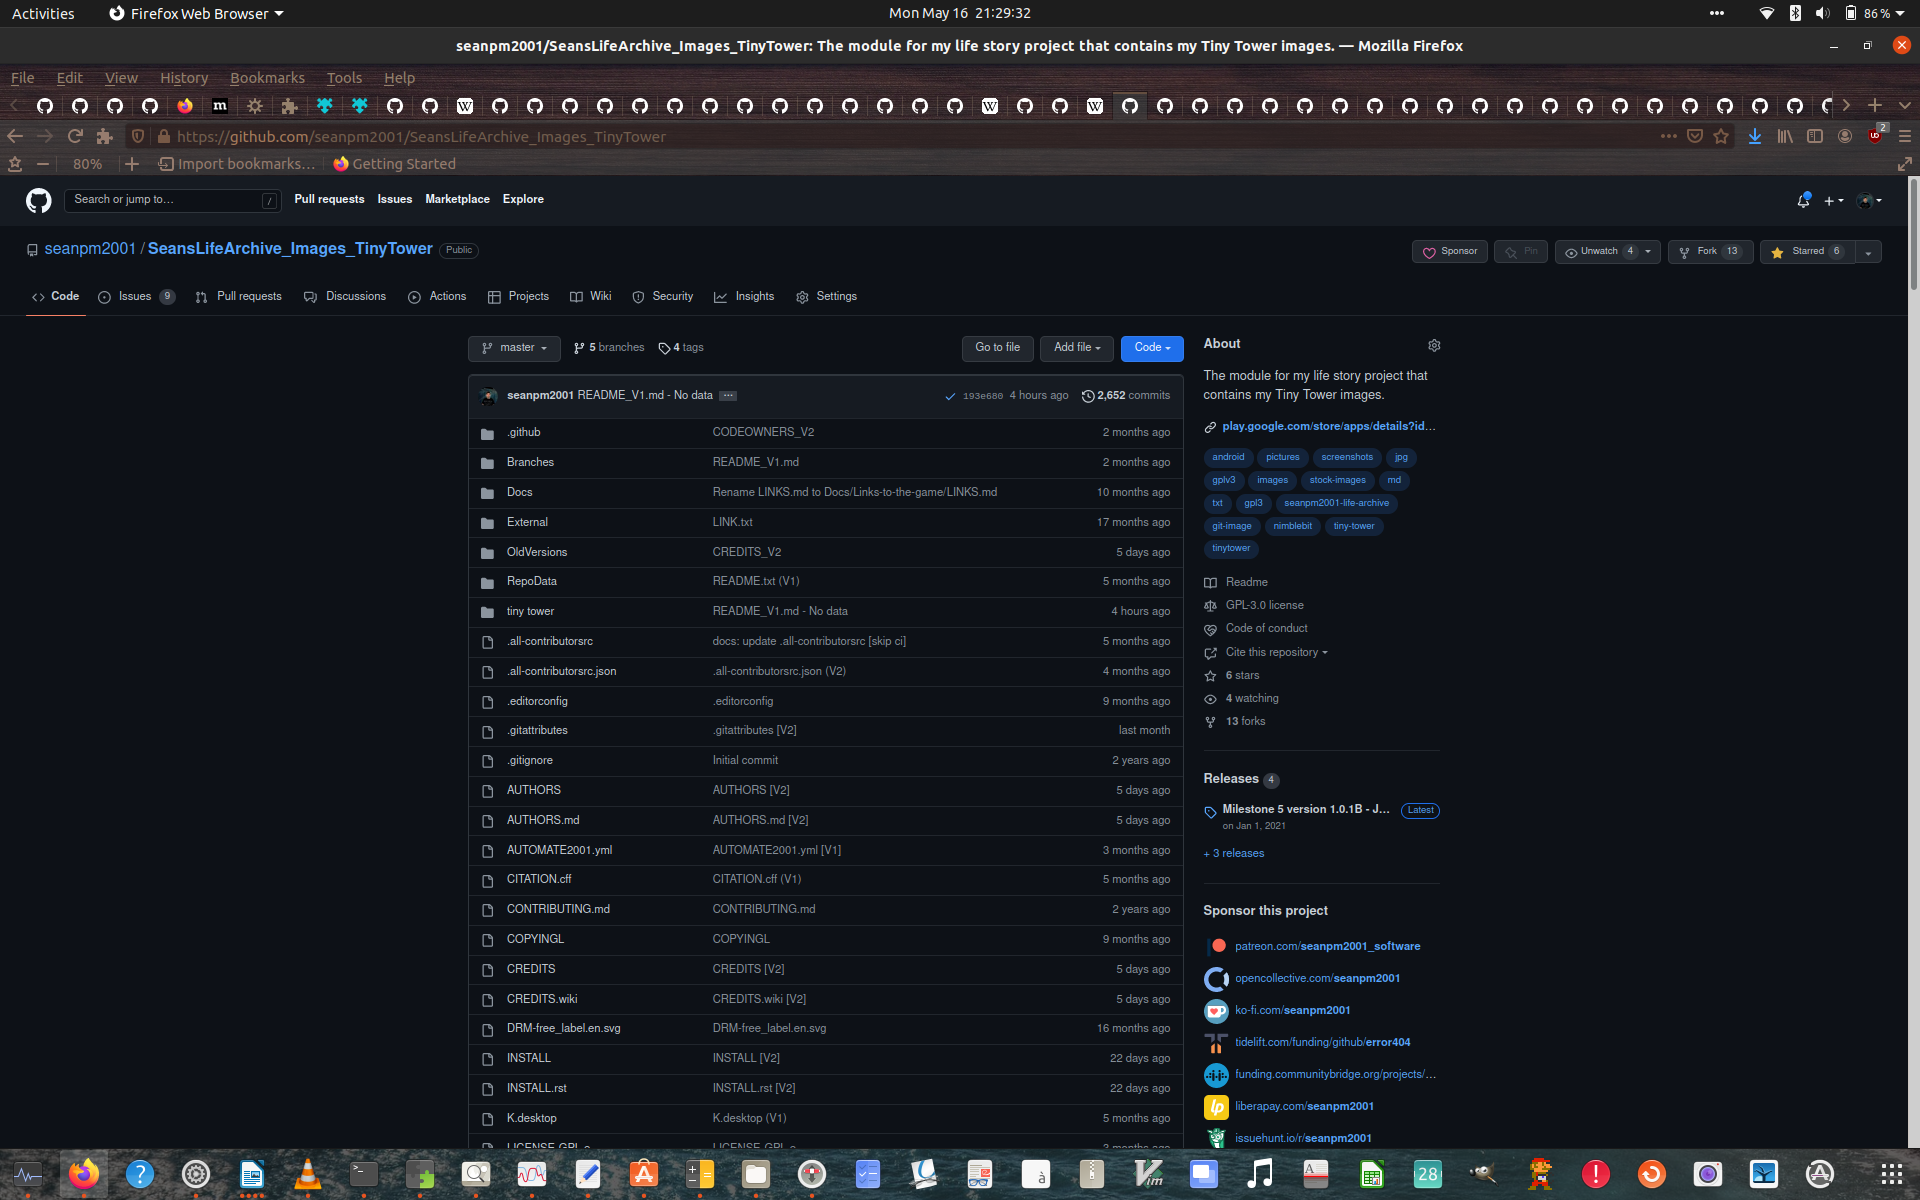 Activities Firefox Web Browser Mon May 16 21:29:32 86 %
seanpm2001/SeansLifeArchive_Images_TinyTower: The module for my life story project that contains my Tiny Tower images. — Mozilla Firefox
File Edit View History Bookmarks Tools Help
https://github.com/seanpm2001/SeansLifeArchive_Images_TinyTower 2
80% Import bookmarks… Getting Started
Search or jump to… / Pull requests Issues Marketplace Explore
seanpm2001 / SeansLifeArchive_Images_TinyTower Public Sponsor Pin Unwatch 4 Fork 13 Starred 6
Code Issues 9 Pull requests Discussions Actions Projects Wiki Security Insights Settings
master 5 branches 4 tags Go to file Add file Code
seanpm2001 README_V1.md - No data ... 193e680 4 hours ago 2,652 commits
.github CODEOWNERS_V2 2 months ago
Branches README_V1.md 2 months ago
Docs Rename LINKS.md to Docs/Links-to-the-game/LINKS.md 10 months ago
External LINK.txt 17 months ago
OldVersions CREDITS_V2 5 days ago
RepoData README.txt (V1) 5 months ago
tiny tower README_V1.md - No data 4 hours ago
.all-contributorsrc docs: update .all-contributorsrc [skip ci] 5 months ago
.all-contributorsrc.json .all-contributorsrc.json (V2) 4 months ago
.editorconfig .editorconfig 9 months ago
.gitattributes .gitattributes [V2] last month
.gitignore Initial commit 2 years ago
AUTHORS AUTHORS [V2] 5 days ago
AUTHORS.md AUTHORS.md [V2] 5 days ago
AUTOMATE2001.yml AUTOMATE2001.yml [V1] 3 months ago
CITATION.cff CITATION.cff (V1) 5 months ago
CONTRIBUTING.md CONTRIBUTING.md 2 years ago
COPYINGL COPYINGL 9 months ago
CREDITS CREDITS [V2] 5 days ago
CREDITS.wiki CREDITS.wiki [V2] 5 days ago
DRM-free_label.en.svg DRM-free_label.en.svg 16 months ago
INSTALL INSTALL [V2] 22 days ago
INSTALL.rst INSTALL.rst [V2] 22 days ago
K.desktop K.desktop (V1) 5 months ago
About
The module for my life story project that
contains my Tiny Tower images.
play.google.com/store/apps/details?id…
android pictures screenshots jpg
gplv3 images stock-images md
txt gpl3 seanpm2001-life-archive
git-image nimblebit tiny-tower
tinytower
Readme
GPL-3.0 license
Code of conduct
Cite this repository
6 stars
4 watching
13 forks
Releases 4
Milestone 5 version 1.0.1B - J… Latest
on Jan 1, 2021
+ 3 releases
Sponsor this project
patreon.com/seanpm2001_software
opencollective.com/seanpm2001
ko-fi.com/seanpm2001
tidelift.com/funding/github/error404
funding.communitybridge.org/projects/…
liberapay.com/seanpm2001
issuehunt.io/r/seanpm2001
28